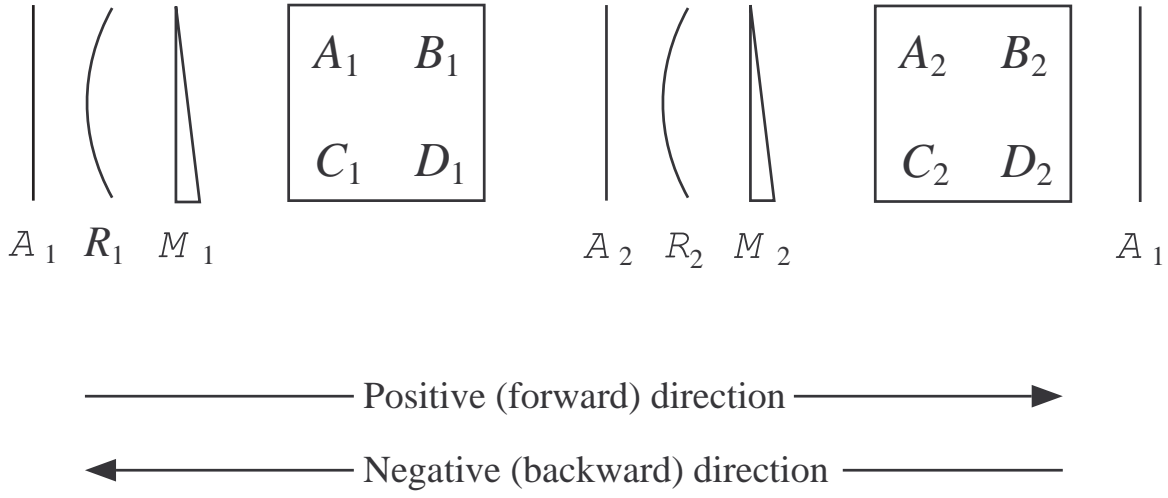 A₁ B₁ A₂ B₂
C₁ D₁ C₂ D₂
A₁ R₁ M₁ A₂ R₂ M₂ A₁
Positive (forward) direction
Negative (backward) direction